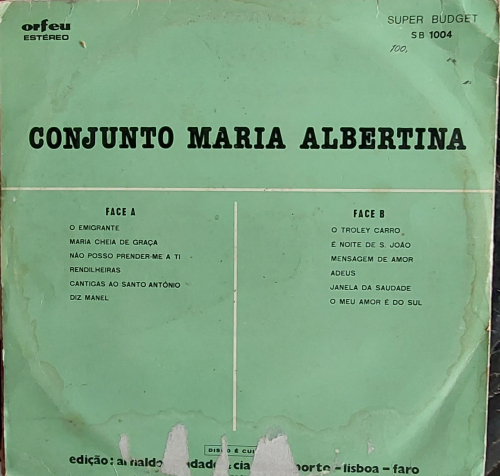 orfeu
ESTÉREO
SUPER BUDGET
SB 1004
100,
CONJUNTO MARIA ALBERTINA
FACE A
O EMIGRANTE
MARIA CHEIA DE GRAÇA
NÃO POSSO PRENDER-ME A TI
RENDILHEIRAS
CANTIGAS AO SANTO ANTÓNIO
DIZ MANEL
FACE B
O TROLEY CARRO
É NOITE DE S. JOÃO
MENSAGEM DE AMOR
ADEUS
JANELA DA SAUDADE
O MEU AMOR É DO SUL
DISCO É
edição: - lisboa - faro